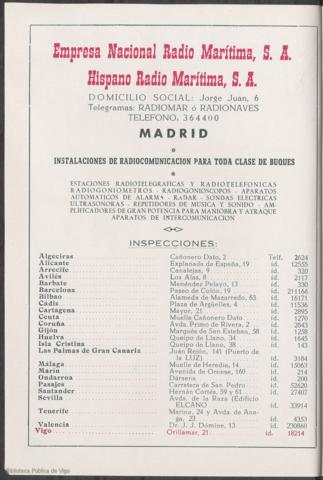 Empresa Nacional Radio Marítima, S. A.
Hispano Radio Marítima, S. A.
DOMICILIO SOCIAL: Jorge Juan, 6
Telegramas: RADIOMAR ó RADIONAVES
TELEFONO, 364400
MADRID
INSTALACIONES DE RADIOCOMUNICACION PARA TODA CLASE DE BUQUES
ESTACIONES RADIOTELEGRAFICAS Y RADIOTELEFONICAS
RADIOGONIOMETROS - RADIOGONIOSCOPIOS - APARATOS
AUTOMATICOS DE ALARMA - RADAR - SONDAS ELECTRICAS
ULTRASONORAS - REPETIDORES DE MUSICA Y SONIDO - AM-
PLIFICADORES DE GRAN POTENCIA PARA MANIOBRA Y ATRAQUE
APARATOS DE INTERCOMUNICACION
INSPECCIONES:
Algeciras Cañonero Dato, 2 Telf. 2624
Alicante Explanada de España, 19 id. 12555
Arrecife Canalejas, 9 id. 320
Avilés Los Alas, 8 id. 2117
Barbate Menéndez Pelayo, 13 id. 330
Barcelona Paseo de Colón, 19 id. 211164
Bilbao Alameda de Mazarredo, 63 id. 16171
Cádiz Plaza de Argüelles, 4 id. 11536
Cartagena Mayor, 21 id. 2895
Ceuta Muelle Cañonero Dato id. 1270
Coruña Avda. Primo de Rivera, 2 id. 2843
Gijón Marqués de San Esteban, 58 id. 1258
Huelva Queipo de Llano, 34 id. 1645
Isla Cristina Queipo de Llano, 38 id. 143
Las Palmas de Gran Canaria Juan Rejón, 141 (Puerto de
la LUZ) id. 3184
Málaga Muelle de Heredia, 14 id. 15063
Marín Avenida de Orense, 160 id. 214
Ondarroa Dársena id. 200
Pasajes Carretera de San Pedro id. 52620
Santander Hernán Cortés, 59 y 61 id. 27407
Sevilla Avda. de la Raza (Edificio
ELCANO id. 33914
Tenerife Marina, 24 y Avda. de Ana-
ga, 23 id. 4353
Valencia Dr. J. J. Dómine, 13 id. 230860
Vigo Orillamar, 21 id. 18214
Biblioteca Pública de Vigo